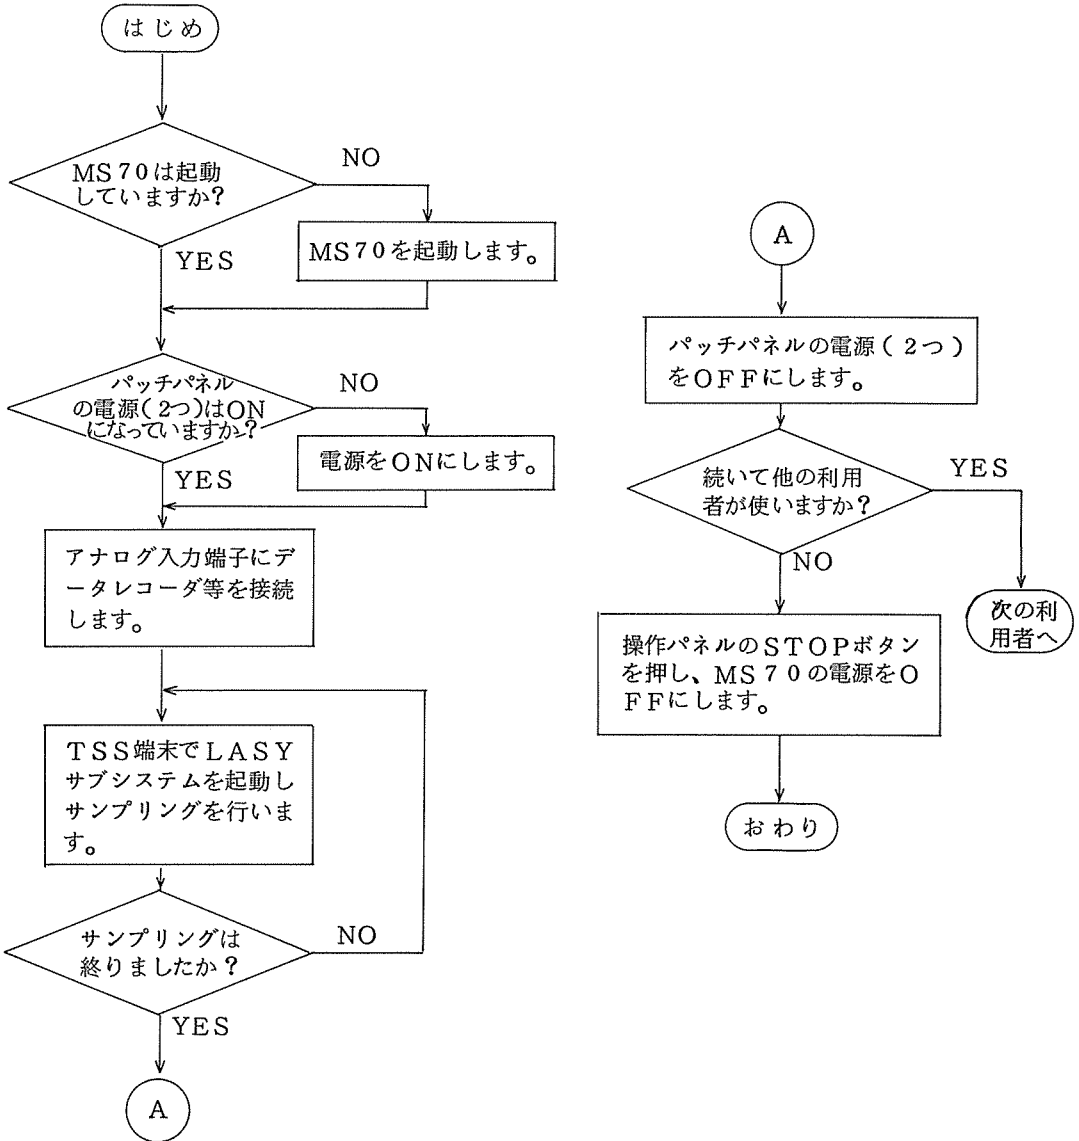 はじめ
MS70は起動
していますか?
NO
YES
MS70を起動します。
パッチパネル
の電源(2つ)はON
になっていますか?
NO
YES
電源をONにします。
アナログ入力端子にデ
ータレコーダ等を接続
します。
TSS端末でLASY
サブシステムを起動し
サンプリングを行いま
す。
サンプリングは
終りましたか?
NO
YES
A
A
パッチパネルの電源(2つ)
をOFFにします。
続いて他の利用
者が使いますか?
YES
NO
次の利
用者へ
操作パネルのSTOPボタン
を押し、MS70の電源をO
FFにします。
おわり